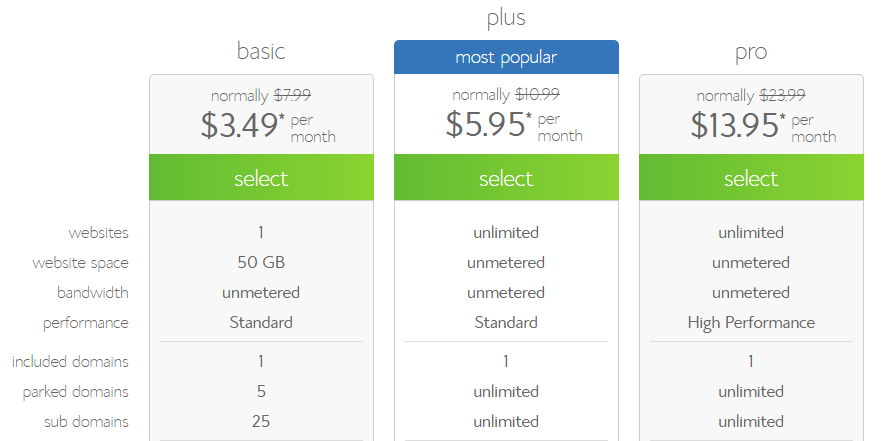 plus
basic
most popular
pro
normally $7.99
$3.49* per month
normally $10.99
$5.95* per month
normally $23.99
$13.95* per month
select select select
websites 1 unlimited unlimited
website space 50 GB unmetered unmetered
bandwidth unmetered unmetered unmetered
performance Standard Standard High Performance
included domains 1 1 1
parked domains 5 unlimited unlimited
sub domains 25 unlimited unlimited